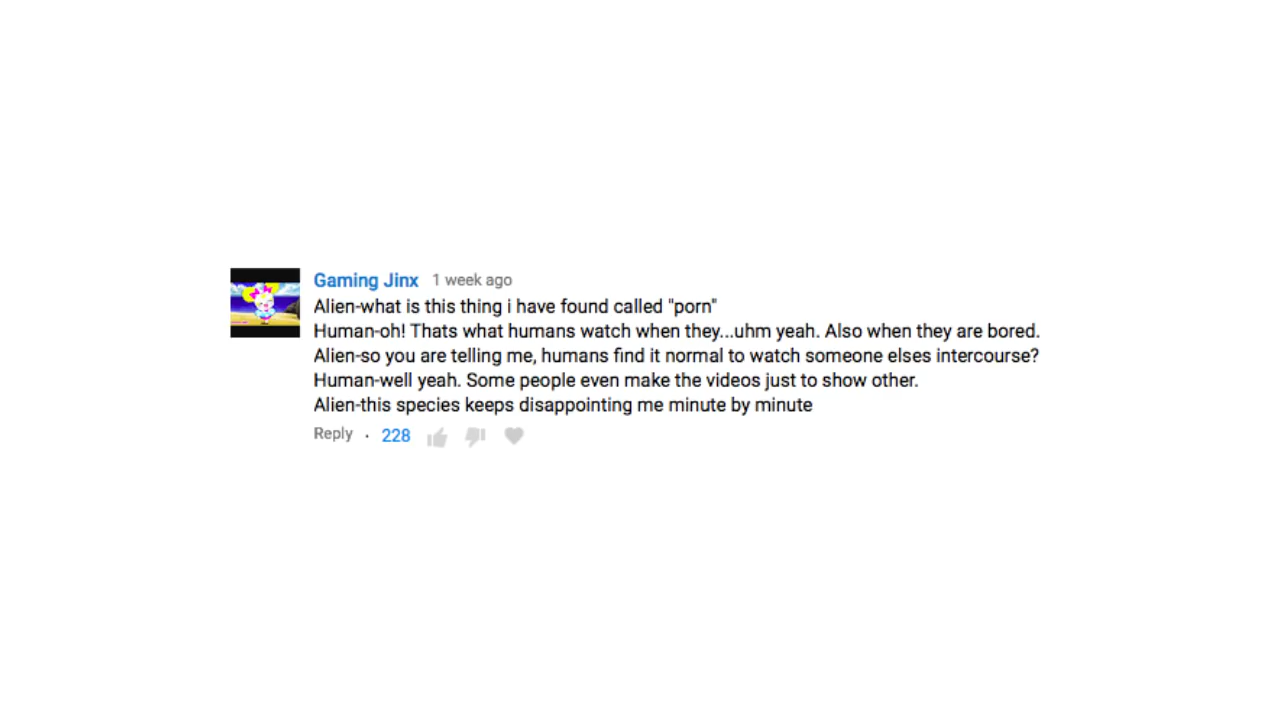 Gaming Jinx 1 week ago
Alien-what is this thing i have found called "porn"
Human-oh! Thats what humans watch when they...uhm yeah. Also when they are bored.
Alien-so you are telling me, humans find it normal to watch someone elses intercourse?
Human-well yeah. Some people even make the videos just to show other.
Alien-this species keeps disappointing me minute by minute
Reply · 228